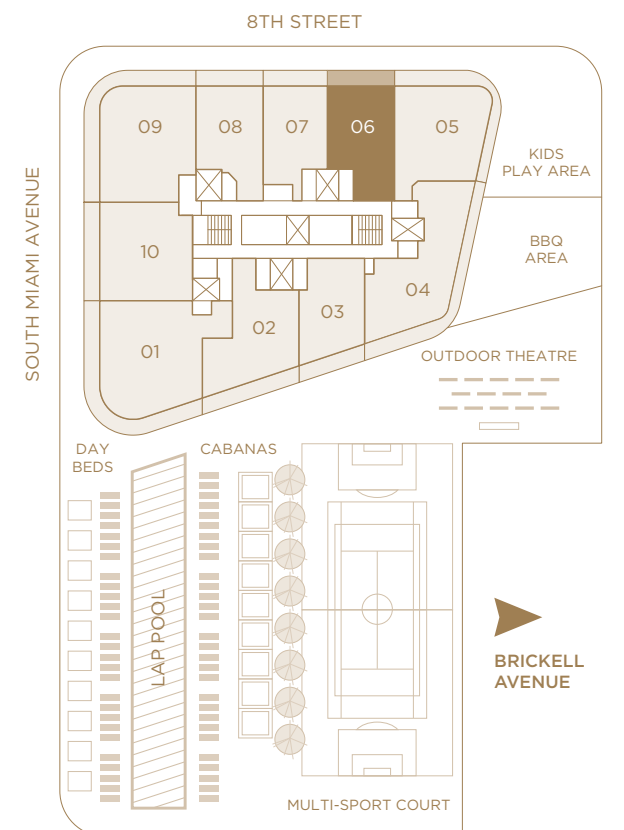 8TH STREET
SOUTH MIAMI AVENUE
09
08
07
06
05
KIDS
PLAY AREA
10
BBQ
AREA
04
03
02
01
OUTDOOR THEATRE
DAY
BEDS
CABANAS
LAP POOL
BRICKELL
AVENUE
MULTI-SPORT COURT